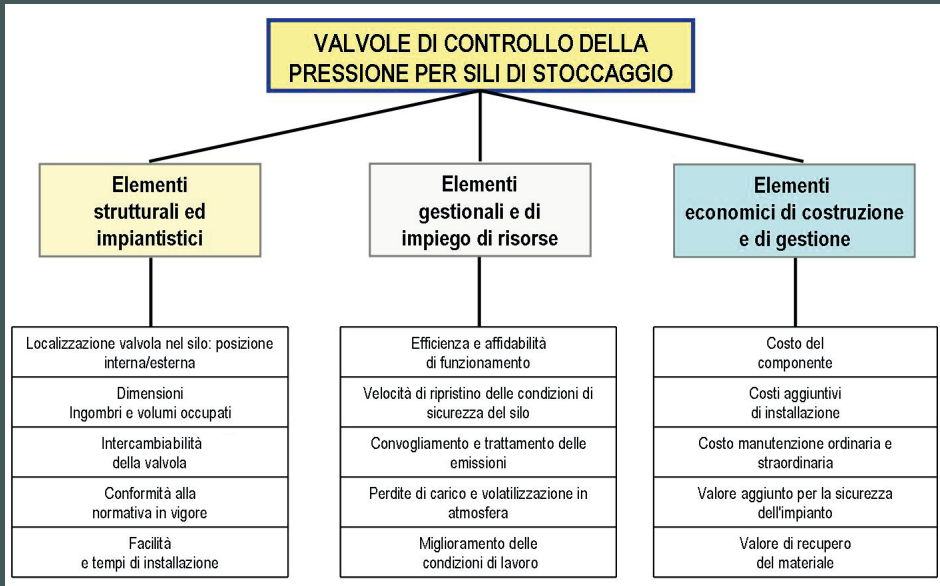 VALVOLE DI CONTROLLO DELLA
PRESSIONE PER SILI DI STOCCAGGIO
Elementi
strutturali ed
impiantistici
Localizzazione valvola nel silo: posizione
interna/esterna
Dimensioni
Ingombri e volumi occupati
Intercambiabilità
della valvola
Conformità alla
normativa in vigore
Facilità
e tempi di installazione
Elementi
gestionali e di
impiego di risorse
Efficienza e affidabilità
di funzionamento
Velocità di ripristino delle condizioni di
sicurezza del silo
Convogliamento e trattamento delle
emissioni
Perdite di carico e volatilizzazione in
atmosfera
Miglioramento delle
condizioni di lavoro
Elementi
economici di costruzione
e di gestione
Costo del
componente
Costi aggiuntivi
di installazione
Costo manutenzione ordinaria e
straordinaria
Valore aggiunto per la sicurezza
dell'impianto
Valore di recupero
del materiale